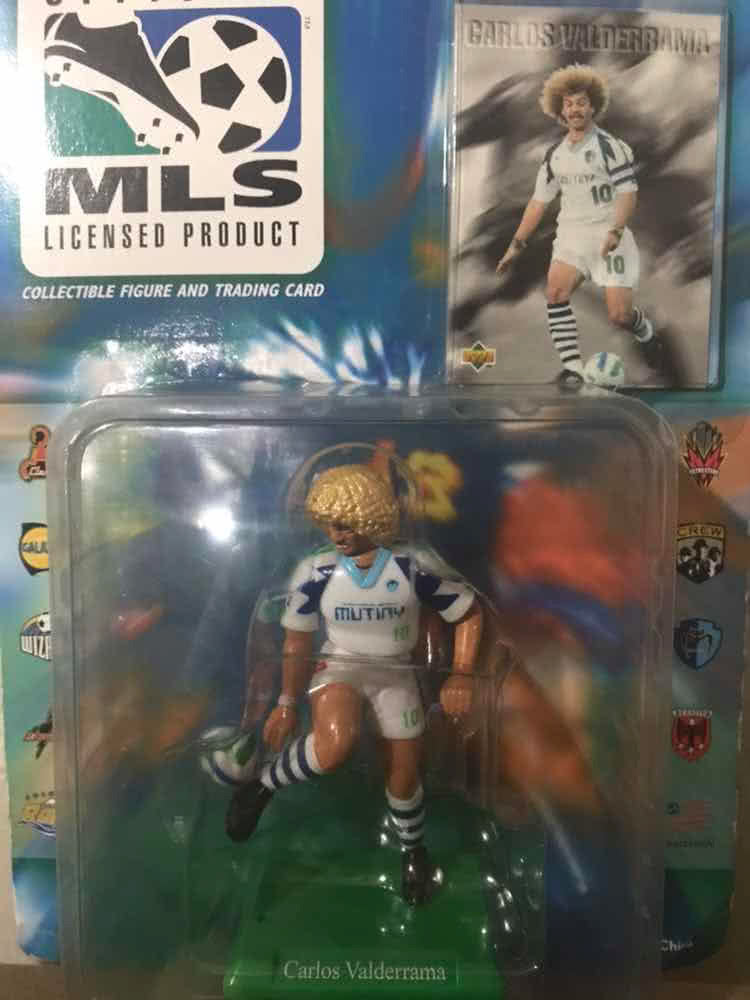 MLS
LICENSED PRODUCT
COLLECTIBLE FIGURE AND TRADING CARD
CARLOS VALDERRAMA
10
10
CREW
MUTINY
10
10
Carlos Valderrama